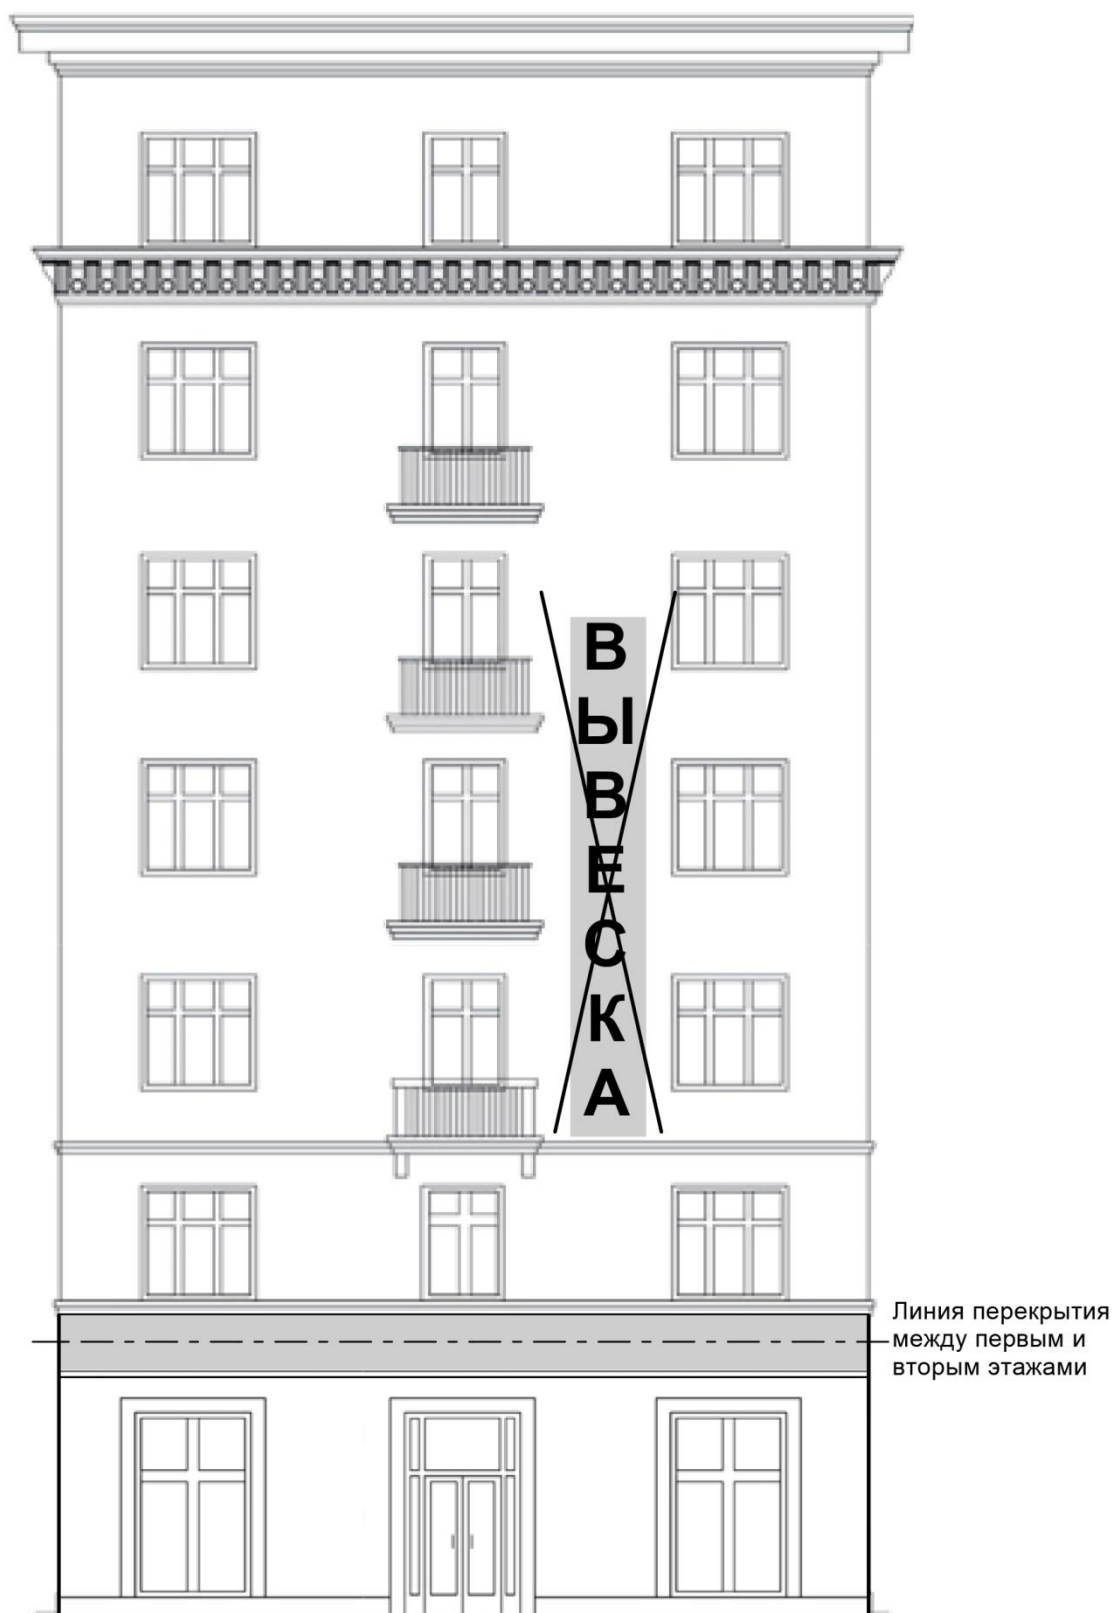 В
Ы
В
Е
С
К
А
Линия перекрытия
между первым и
вторым этажами